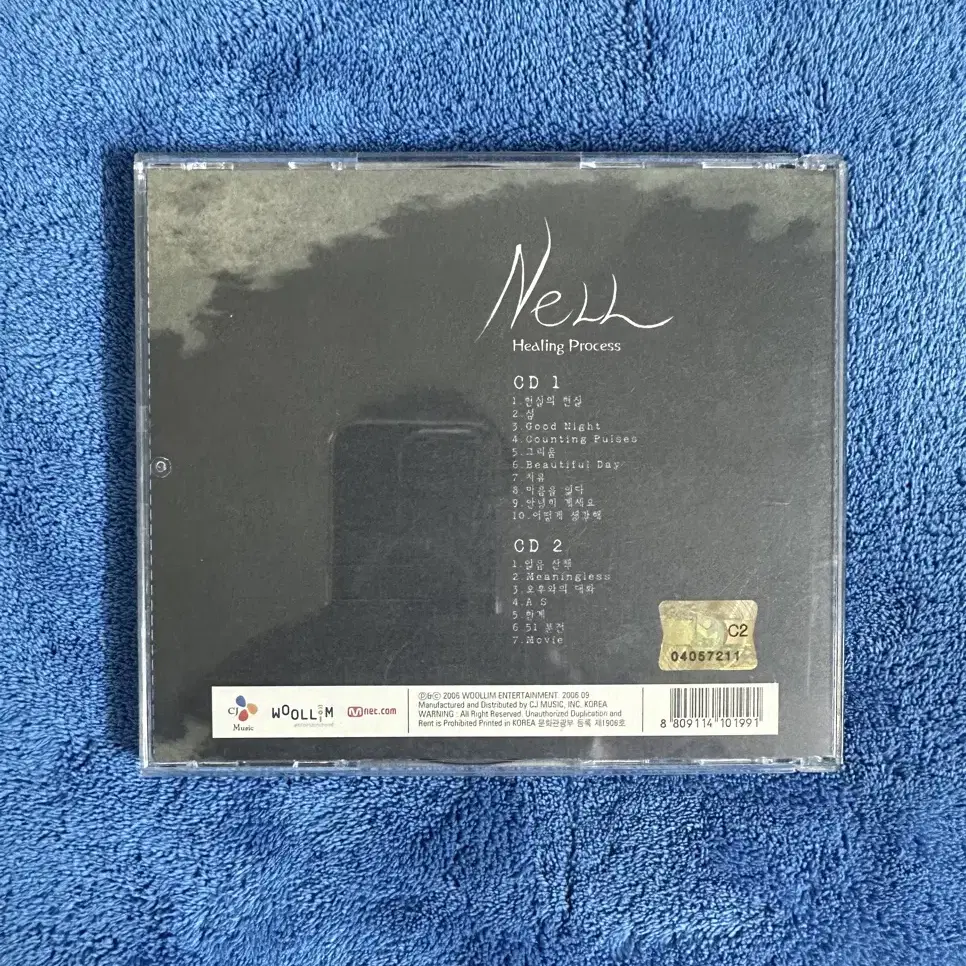 Nell
Healing Process
CD 1
1.현실의 현실
2.섬
3.Good Night
4.Counting Pulses
5.그리움
6.Beautiful Day
7.치유
8.마음을 잃다
9.안녕히 계세요
10.어떻게 생각해
CD 2
1.얼음 산책
2.Meaningless
3.오후와의 대화
4.A S
5.한계
6.51 분전
7.Movie
C2
04057211
CJ
Music
WOOLLIM
entertainment
Mnet.com
℗&© 2006 WOOLLIM ENTERTAINMENT. 2006.09
Manufactured and Distributed by CJ MUSIC, INC, KOREA
WARNING : All Right Reserved. Unauthorized Duplication and
Rent is Prohibited Printed in KOREA 문화관광부 등록 제1906호
8 809114 101991